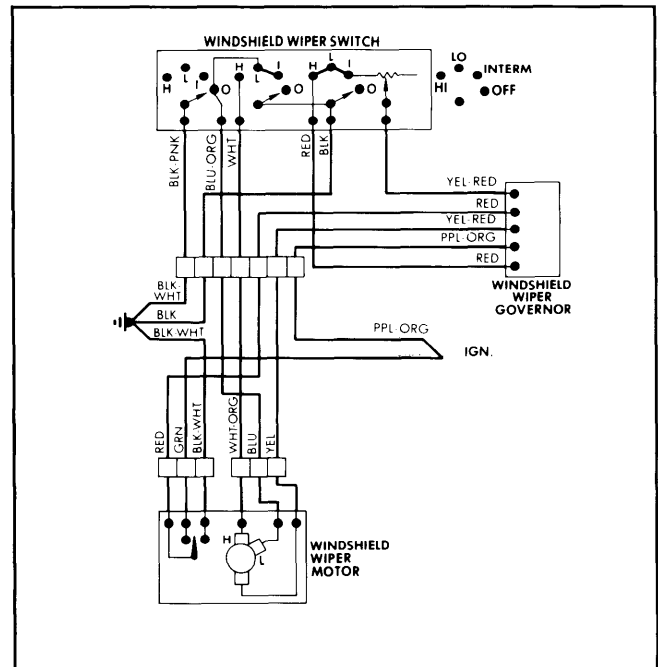 WINDSHIELD WIPER SWITCH
H
L
I
O
H
L
I
O
H
L
I
O
LO
INTERM
HI
OFF
BLK-PNK
BLU-ORG
WHT
RED
BLK
YEL-RED
RED
YEL-RED
PPL-ORG
RED
WINDSHIELD
WIPER
GOVERNOR
BLK-
WHT
BLK
BLK-WHT
PPL-ORG
IGN.
RED
GRN
BLK-WHT
WHT-ORG
BLU
YEL
H
L
WINDSHIELD
WIPER
MOTOR